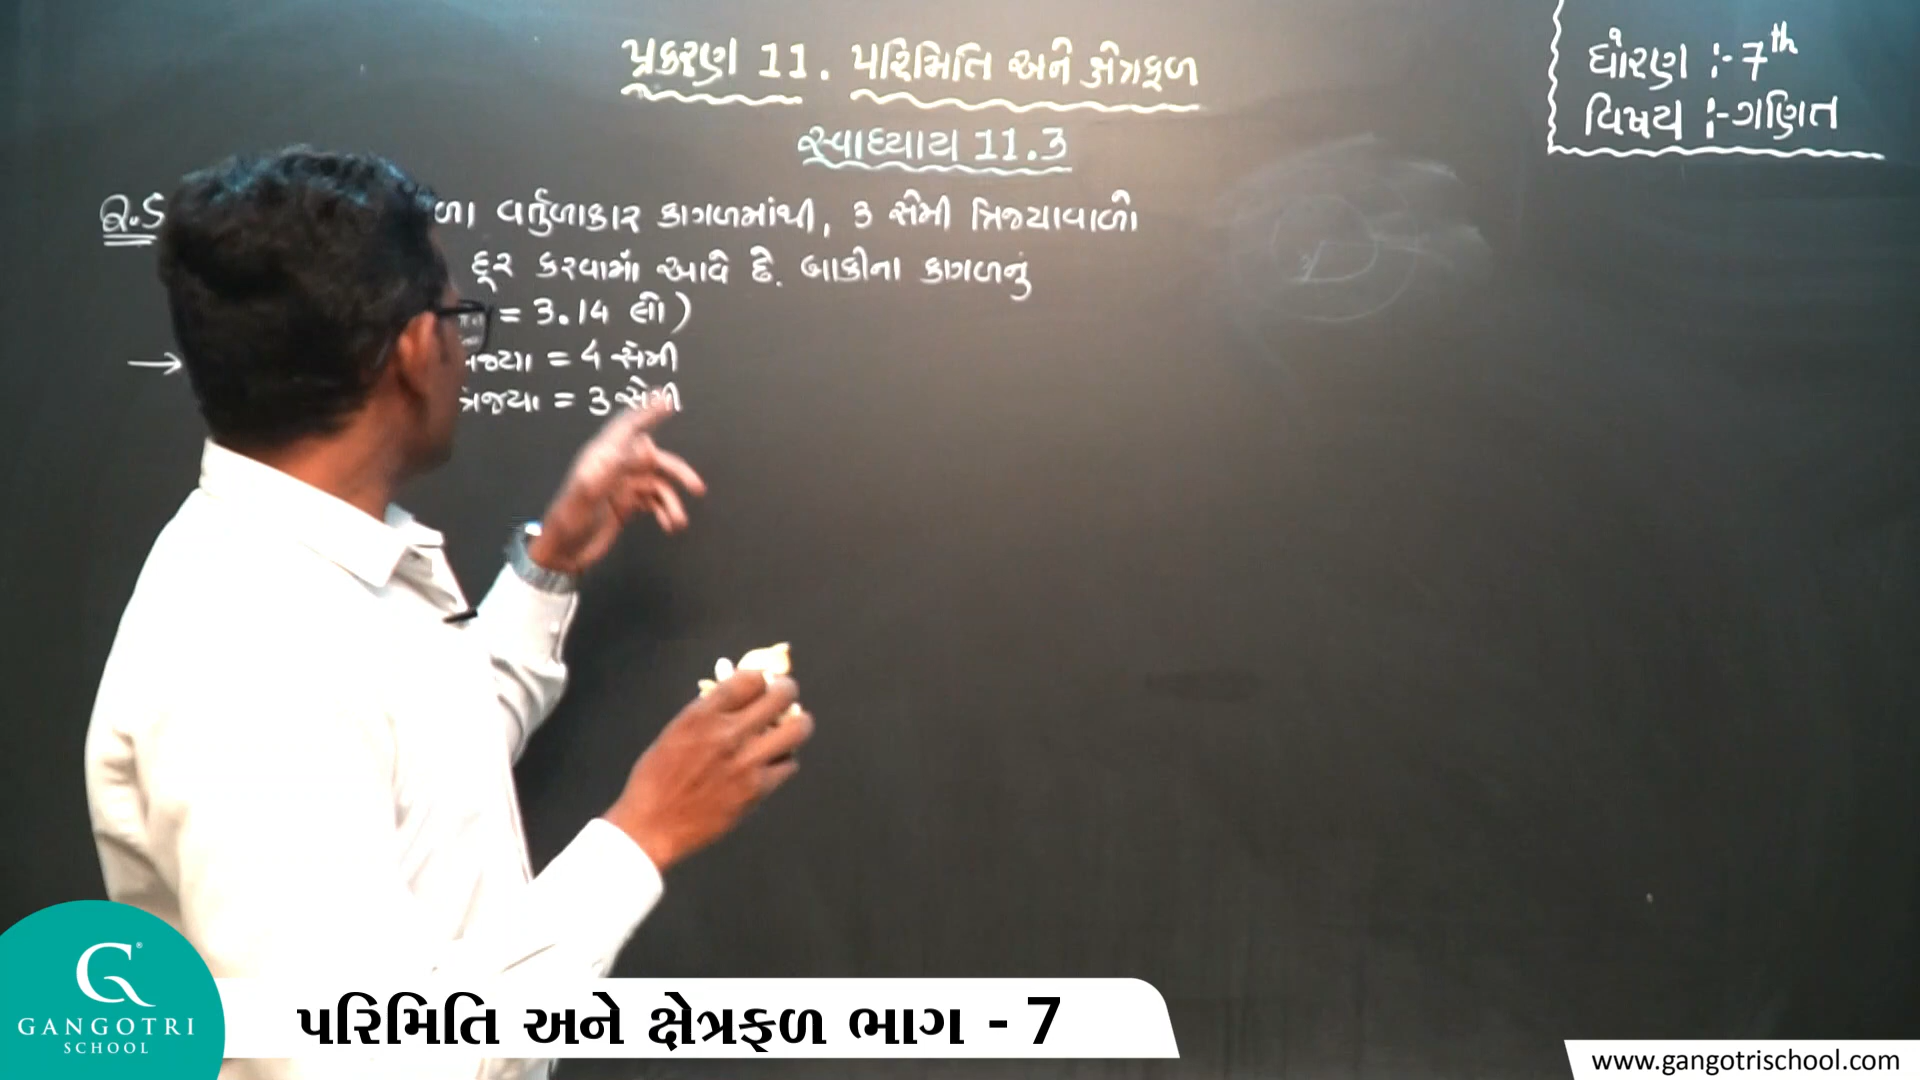 પ્રકરણ 11. પરિમિતિ અને ક્ષેત્રફળ
સ્વાધ્યાય 11.3
ધોરણ :- 7th
વિષય :- ગણિત
વર્તુળાકાર કાગળમાંથી, 3 સેમી ત્રિજ્યાવાળો
દૂર કરવામાં આવે છે. બાકીના કાગળનું
= 3.14 લો)
→
= 4 સેમી
ત્રિજ્યા = 3 સેમી
GANGOTRI
SCHOOL
પરિમિતિ અને ક્ષેત્રફળ ભાગ - 7
www.gangotrischool.com